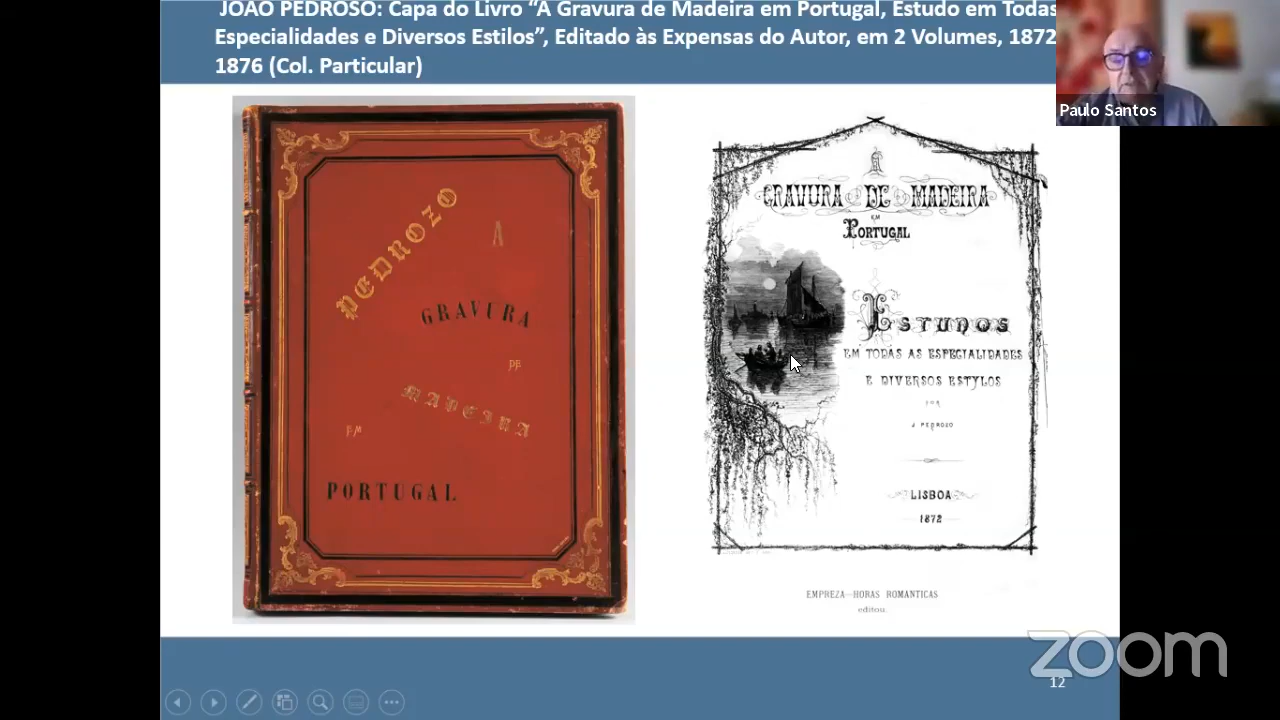 JOÃO PEDROSO: Capa do Livro “A Gravura de Madeira em Portugal, Estudo em Todas
Especialidades e Diversos Estilos”, Editado às Expensas do Autor, em 2 Volumes, 1872
1876 (Col. Particular)
Paulo Santos
PEDROZO
A
GRAVURA
DE
MADEIRA
EM
PORTUGAL
A
GRAVURA DE MADEIRA
EM
PORTUGAL
ESTUDOS
EM TODAS AS ESPECIALIDADES
E DIVERSOS ESTYLOS
POR
J PEDROZO
LISBOA
1872
EMPREZA—HORAS ROMANTICAS
editou.
zoom
12